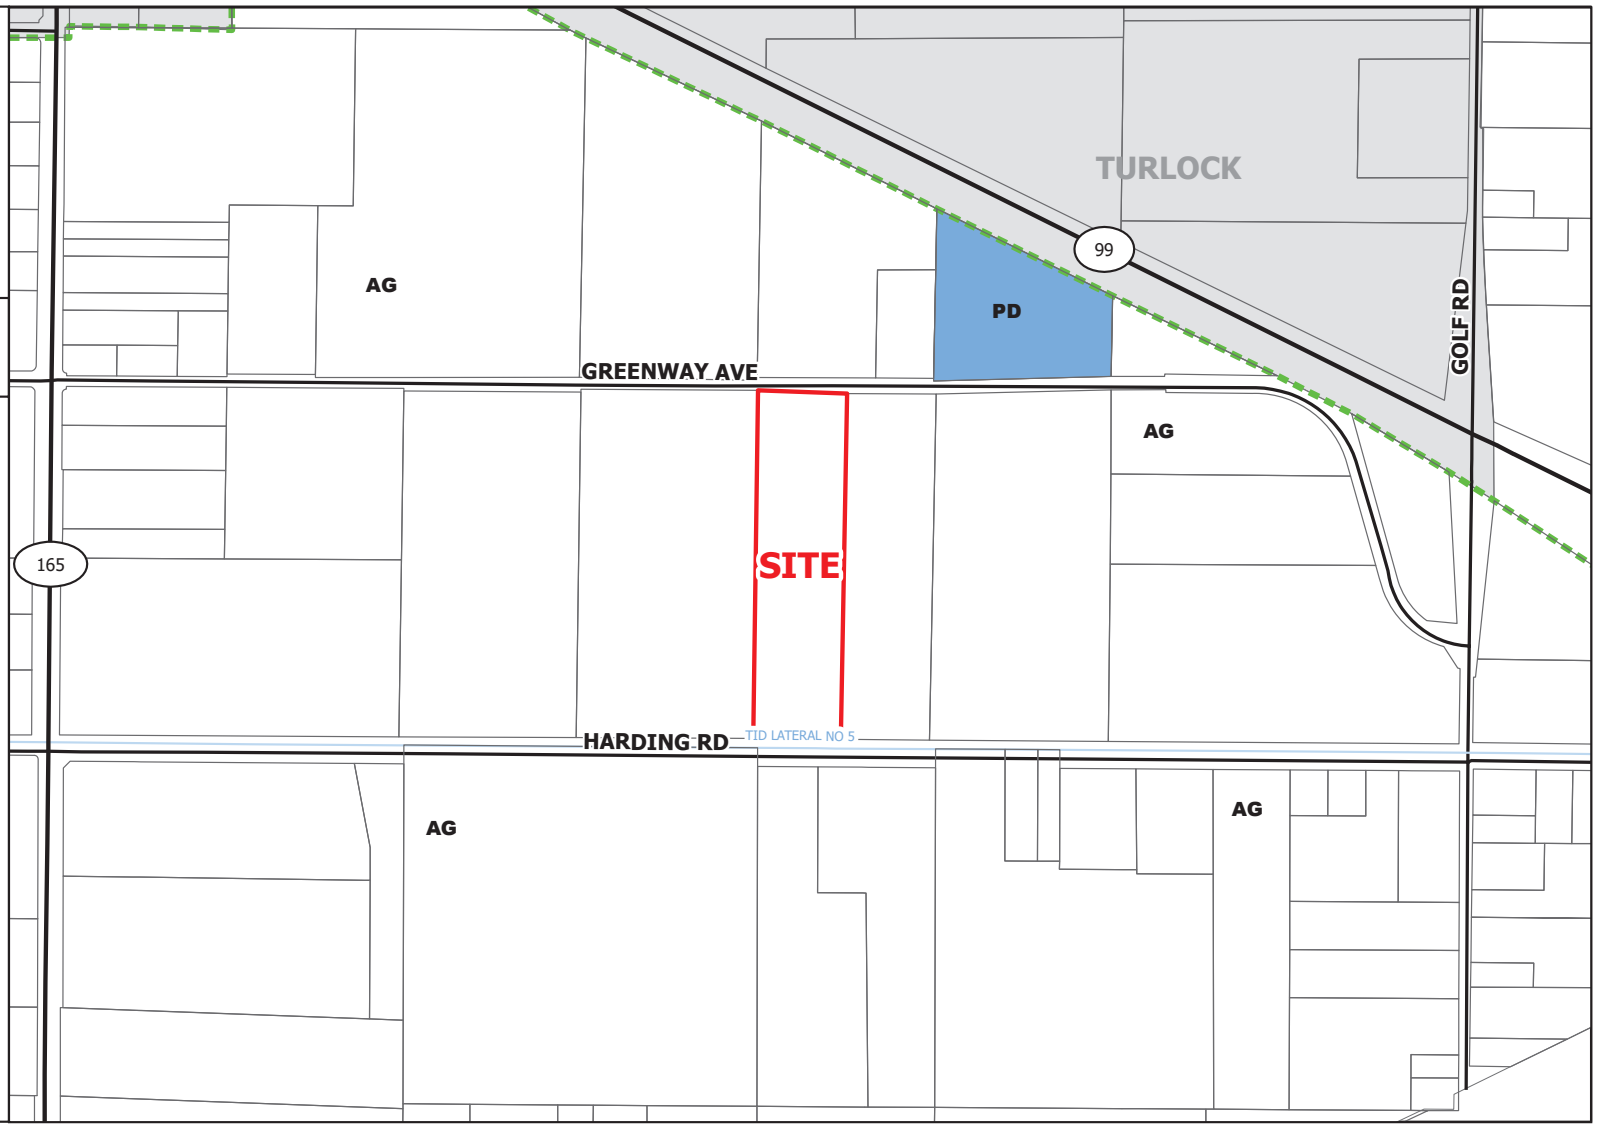 TURLOCK
99
AG
PD
GOLF RD
GREENWAY AVE
AG
SITE
165
TID LATERAL NO 5
HARDING RD
AG
AG